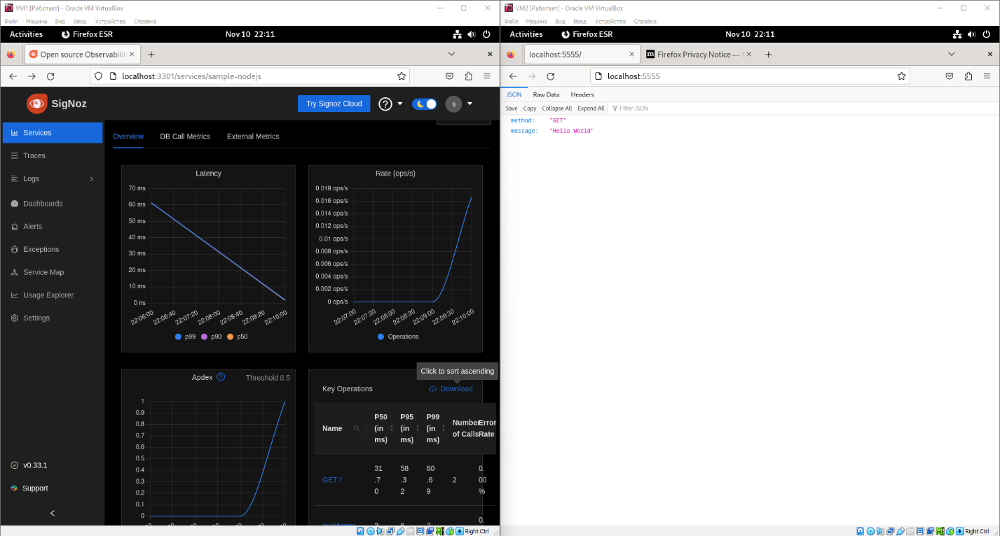 VM1 [Работает] - Oracle VM VirtualBox
Файл Машина Вид Ввод Устройства Справка
Activities Firefox ESR Nov 10 22:11
Open source Observability
localhost:3301/services/sample-nodejs
SigNoz Try Signoz Cloud s
Services
Traces
Logs
Dashboards
Alerts
Exceptions
Service Map
Usage Explorer
Settings
v0.33.1
Support
Overview DB Call Metrics External Metrics
Latency
70 ms
60 ms
50 ms
40 ms
30 ms
20 ms
10 ms
0 ns
22:06:00 22:06:40 22:07:20 22:08:00 22:08:40 22:09:20 22:10:00
p99 p90 p50
Rate (ops/s)
0.018 ops/s
0.016 ops/s
0.014 ops/s
0.012 ops/s
0.01 ops/s
0.008 ops/s
0.006 ops/s
0.004 ops/s
0.002 ops/s
0 ops/s
22:07:00 22:07:30 22:08:00 22:08:30 22:09:00 22:09:30 22:10:00
Operations
Apdex Threshold 0.5
1
0.9
0.8
0.7
0.6
0.5
0.4
0.3
0.2
0.1
0
Click to sort ascending
Key Operations Download
Name P50 (in ms) P95 (in ms) P99 (in ms) Number of Calls Error Rate
GET / 31.70 58.32 60.69 2 0.00%
Right Ctrl
VM2 [Работает] - Oracle VM VirtualBox
Файл Машина Вид Ввод Устройства Справка
Activities Firefox ESR Nov 10 22:11
localhost:5555/ Firefox Privacy Notice —
localhost:5555
JSON Raw Data Headers
Save Copy Collapse All Expand All Filter JSON
method: "GET"
message: "Hello World"
Right Ctrl